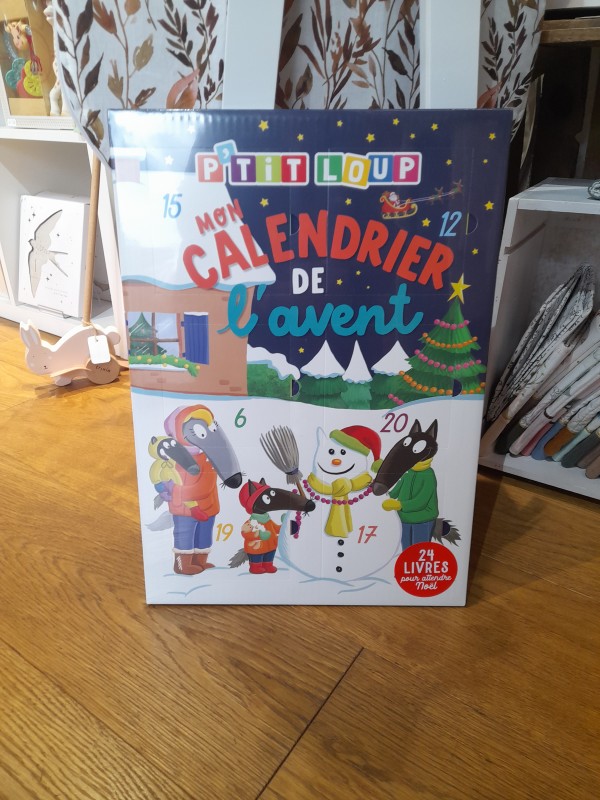 P'TIT LOUP
15
12
MON
CALENDRIER
DE
l'avent
6
20
19
17
24
LIVRES
pour attendre
Noël